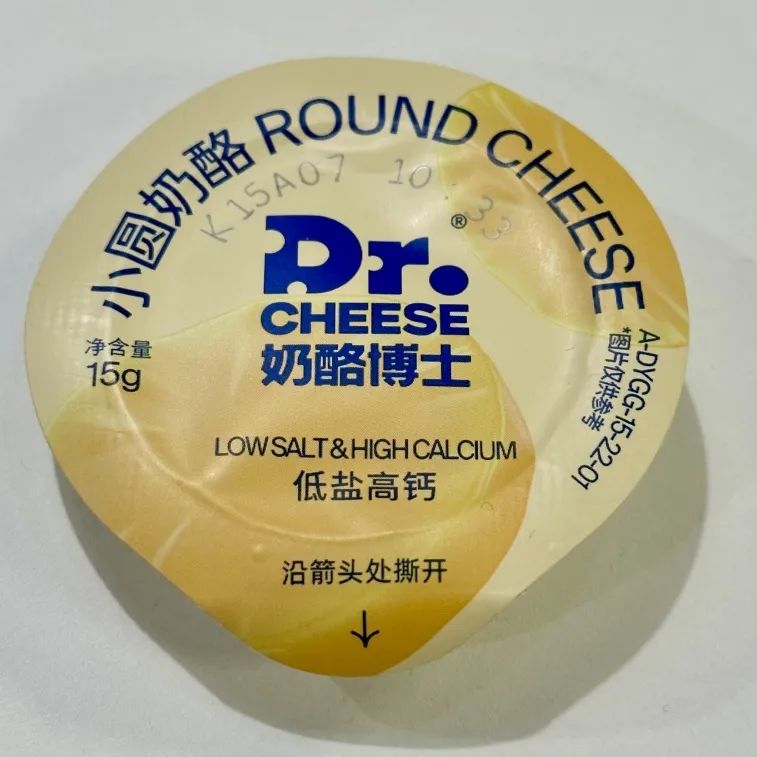 小圆奶酪 ROUND CHEESE
K15A07 10:33
Dr.®
CHEESE
奶酪博士
净含量
15g
LOW SALT & HIGH CALCIUM
低盐高钙
A-DYGG-15-22-01
*图片仅供参考
沿箭头处撕开